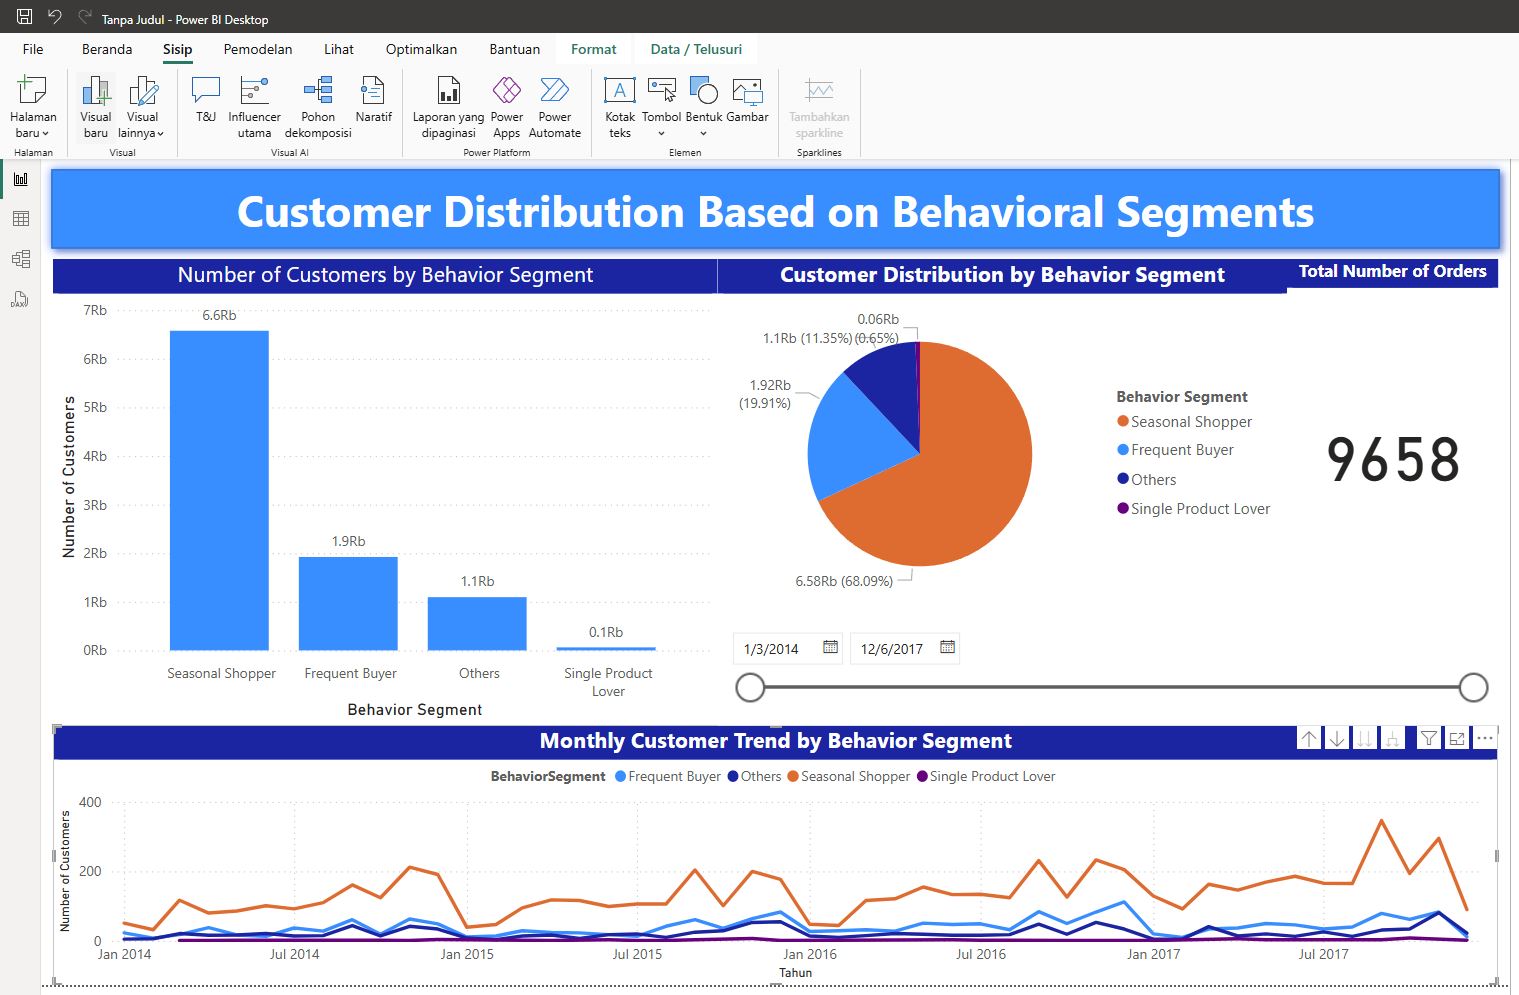 Tanpa Judul - Power BI Desktop
File Beranda Sisip Pemodelan Lihat Optimalkan Bantuan Format Data / Telusuri
Halaman baru
Visual baru
Visual lainnya
T&J
Influencer utama
Pohon dekomposisi
Naratif
Laporan yang dipaginasi
Power Apps
Power Automate
Kotak teks
Tombol
Bentuk
Gambar
Tambahkan sparkline
Halaman Visual Visual AI Power Platform Elemen Sparklines
DAX
Customer Distribution Based on Behavioral Segments
Number of Customers by Behavior Segment
Number of Customers
7Rb
6Rb
5Rb
4Rb
3Rb
2Rb
1Rb
0Rb
6.6Rb
1.9Rb
1.1Rb
0.1Rb
Seasonal Shopper
Frequent Buyer
Others
Single Product
Lover
Behavior Segment
Customer Distribution by Behavior Segment
0.06Rb
(0.65%)
1.1Rb (11.35%)
1.92Rb
(19.91%)
6.58Rb (68.09%)
Behavior Segment
Seasonal Shopper
Frequent Buyer
Others
Single Product Lover
Total Number of Orders
9658
1/3/2014
12/6/2017
Monthly Customer Trend by Behavior Segment
BehaviorSegment Frequent Buyer Others Seasonal Shopper Single Product Lover
Number of Customers
400
200
0
Jan 2014 Jul 2014 Jan 2015 Jul 2015 Jan 2016 Jul 2016 Jan 2017 Jul 2017
Tahun